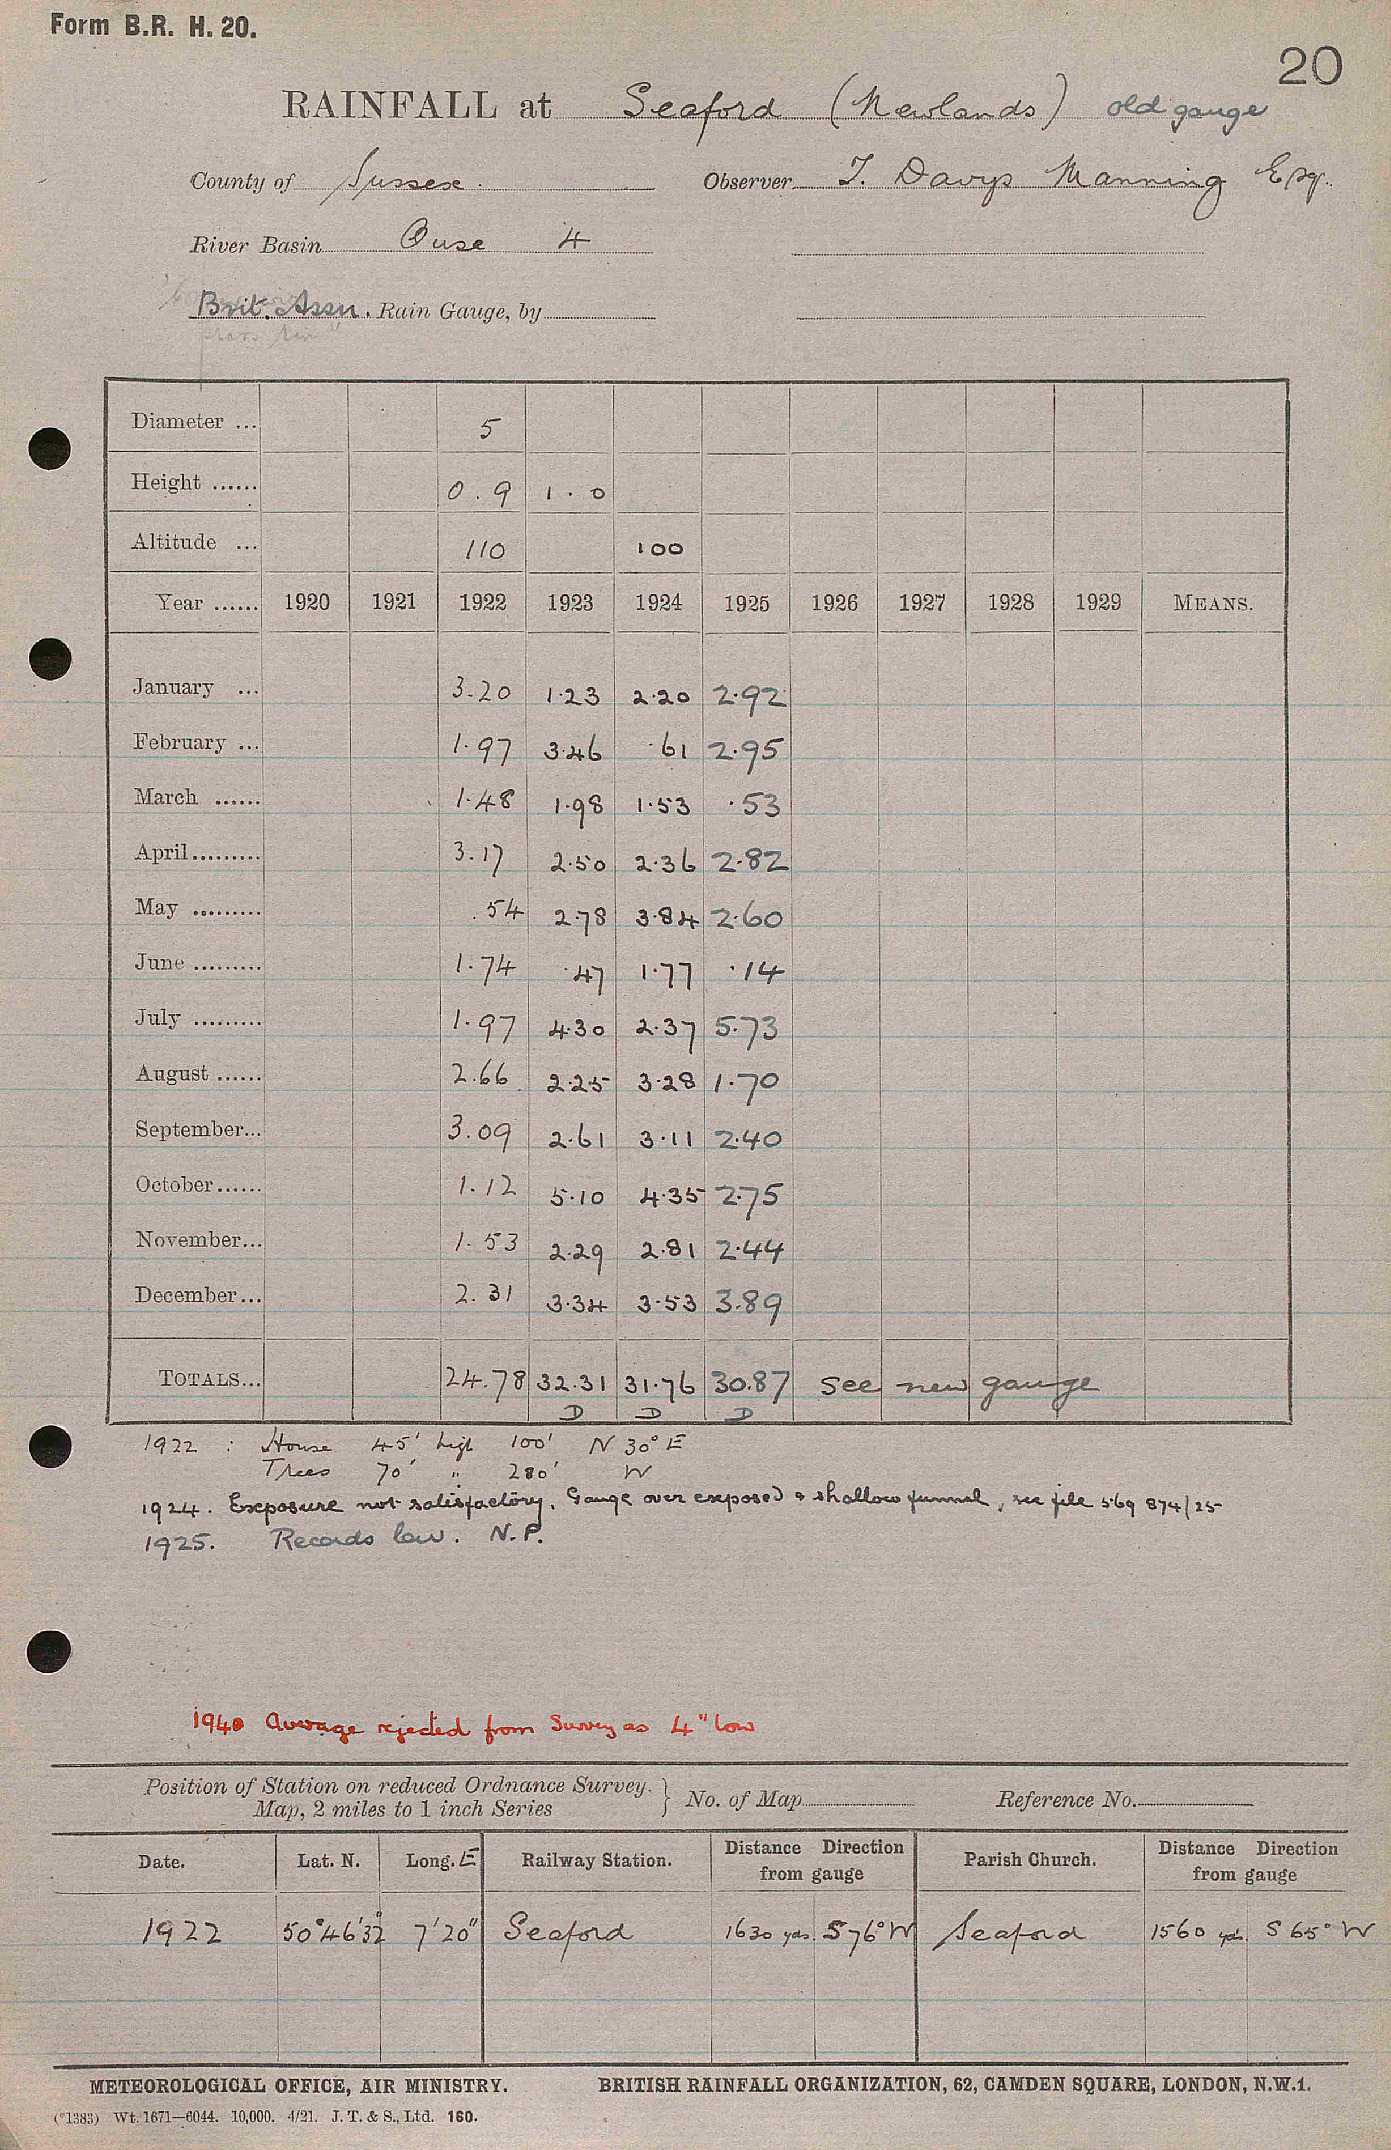 Form B.R. H. 20.
20
RAINFALL at Seaford (Newlands) old gauge
County of Sussex. Observer T. Davys Manning Esq.
River Basin Ouse 4
Brit. Assn. Rain Gauge, by
Diameter ... 5
Height ...... 0.9 1.0
Altitude ... 110 100
Year ...... 1920 1921 1922 1923 1924 1925 1926 1927 1928 1929 MEANS.
January ... 3.20 1.23 2.20 2.92
February ... 1.97 3.46 .61 2.95
March ...... 1.48 1.98 1.53 .53
April ......... 3.17 2.50 2.36 2.82
May ......... .54 2.78 3.84 2.60
June ......... 1.74 .47 1.77 .14
July ......... 1.97 4.30 2.37 5.73
August ...... 2.66 2.25 3.28 1.70
September... 3.09 2.61 3.11 2.40
October...... 1.12 5.10 4.35 2.75
November... 1.53 2.29 2.81 2.44
December... 2.31 3.34 3.53 3.89
TOTALS... 24.78 32.31 31.76 30.87 see new gauge
D D D
1922 : House 45' high 100' N 30° E
Trees 70' " 280' W
1924. Exposure not satisfactory. Gauge over exposed & shallow funnel, see file 569 874/25
1925. Records low. N.P.
1940 Average rejected from Survey as 4" low
Position of Station on reduced Ordnance Survey. } No. of Map Reference No.
Map, 2 miles to 1 inch Series
Date. Lat. N. Long. E Railway Station. Distance Direction from gauge Parish Church. Distance Direction from gauge
1922 50°46'32" 7'20" Seaford 1630 yds. S 76° W Seaford 1560 yds. S 65° W
METEOROLOGICAL OFFICE, AIR MINISTRY. BRITISH RAINFALL ORGANIZATION, 62, CAMDEN SQUARE, LONDON, N.W.1.
(*1383) Wt. 1671—6044. 10,000. 4/21. J. T. & S., Ltd. 160.